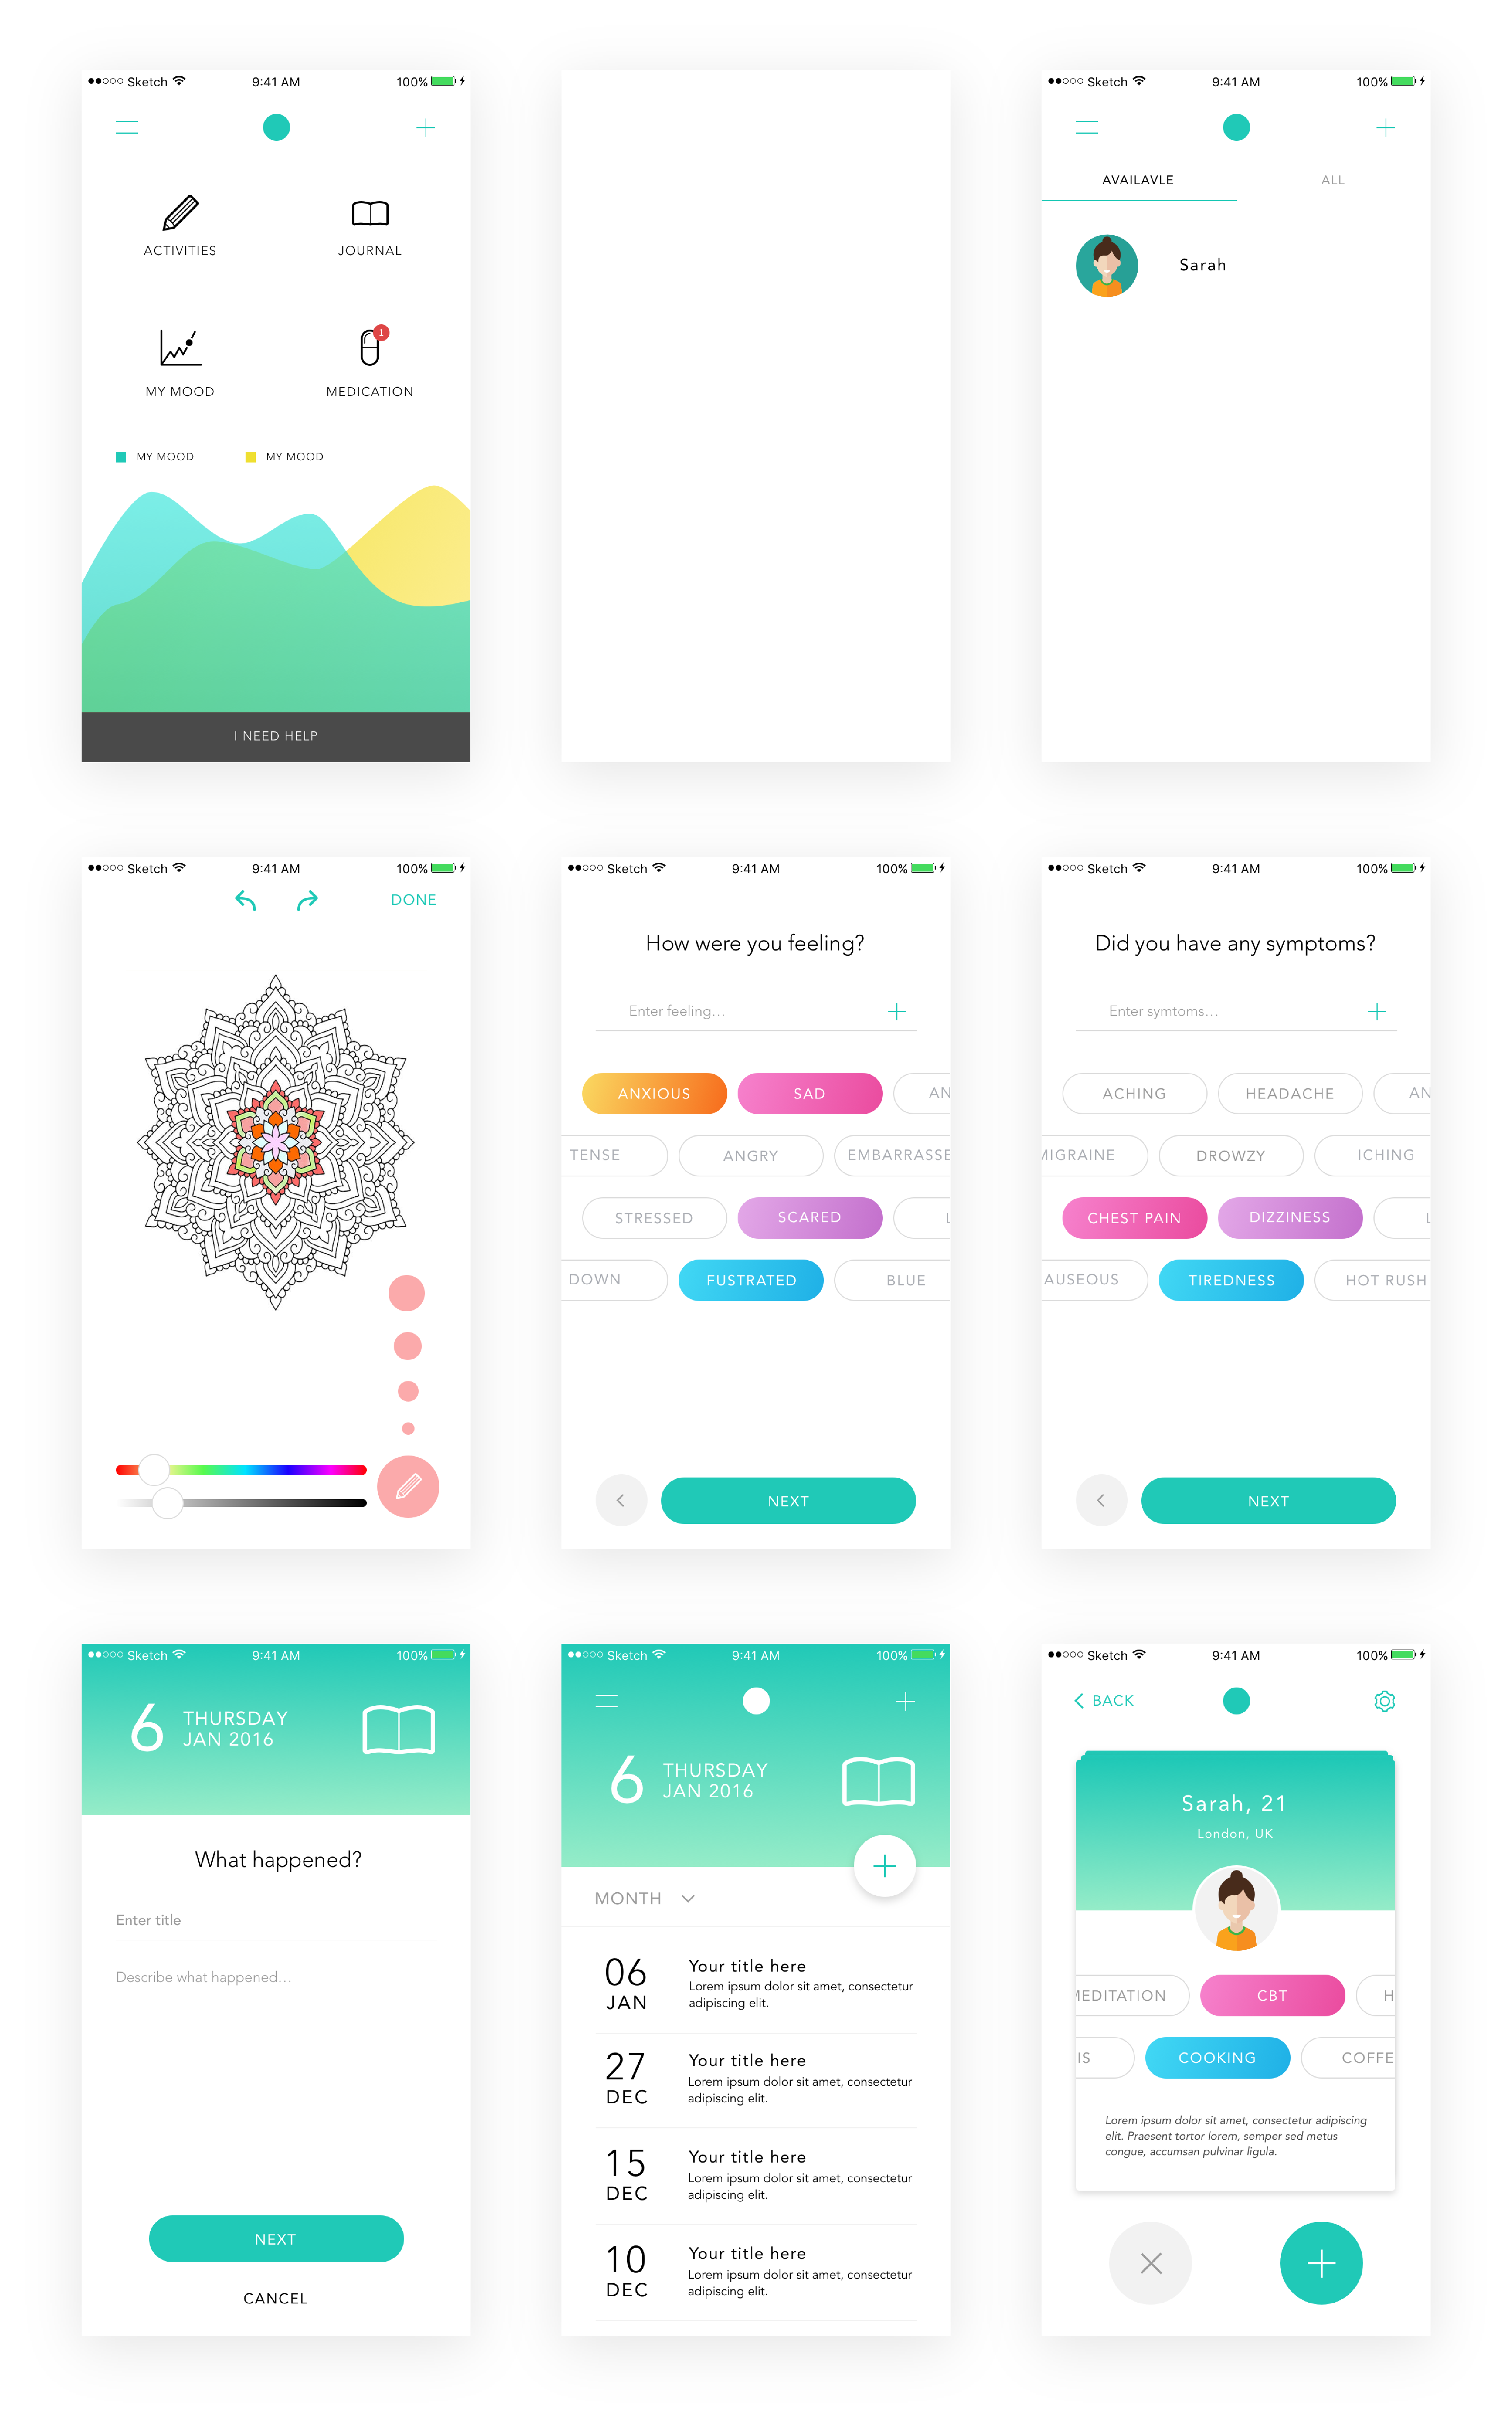 Sketch 9:41 AM 100%
ACTIVITIES JOURNAL
1
MY MOOD MEDICATION
MY MOOD MY MOOD
I NEED HELP
Sketch 9:41 AM 100%
AVAILAVLE ALL
Sarah
Sketch 9:41 AM 100%
DONE
Sketch 9:41 AM 100%
How were you feeling?
Enter feeling...
ANXIOUS SAD AN
TENSE ANGRY EMBARRASSE
STRESSED SCARED L
DOWN FUSTRATED BLUE
NEXT
Sketch 9:41 AM 100%
Did you have any symptoms?
Enter symtoms...
ACHING HEADACHE AN
MIGRAINE DROWZY ICHING
CHEST PAIN DIZZINESS L
AUSEOUS TIREDNESS HOT RUSH
NEXT
Sketch 9:41 AM 100%
6 THURSDAY
JAN 2016
What happened?
Enter title
Describe what happened...
NEXT
CANCEL
Sketch 9:41 AM 100%
6 THURSDAY
JAN 2016
MONTH
06 JAN
Your title here
Lorem ipsum dolor sit amet, consectetur
adipiscing elit.
27 DEC
Your title here
Lorem ipsum dolor sit amet, consectetur
adipiscing elit.
15 DEC
Your title here
Lorem ipsum dolor sit amet, consectetur
adipiscing elit.
10 DEC
Your title here
Lorem ipsum dolor sit amet, consectetur
adipiscing elit.
Sketch 9:41 AM 100%
BACK
Sarah, 21
London, UK
MEDITATION CBT H
IS COOKING COFFE
Lorem ipsum dolor sit amet, consectetur adipiscing
elit. Praesent tortor lorem, semper sed metus
congue, accumsan pulvinar ligula.